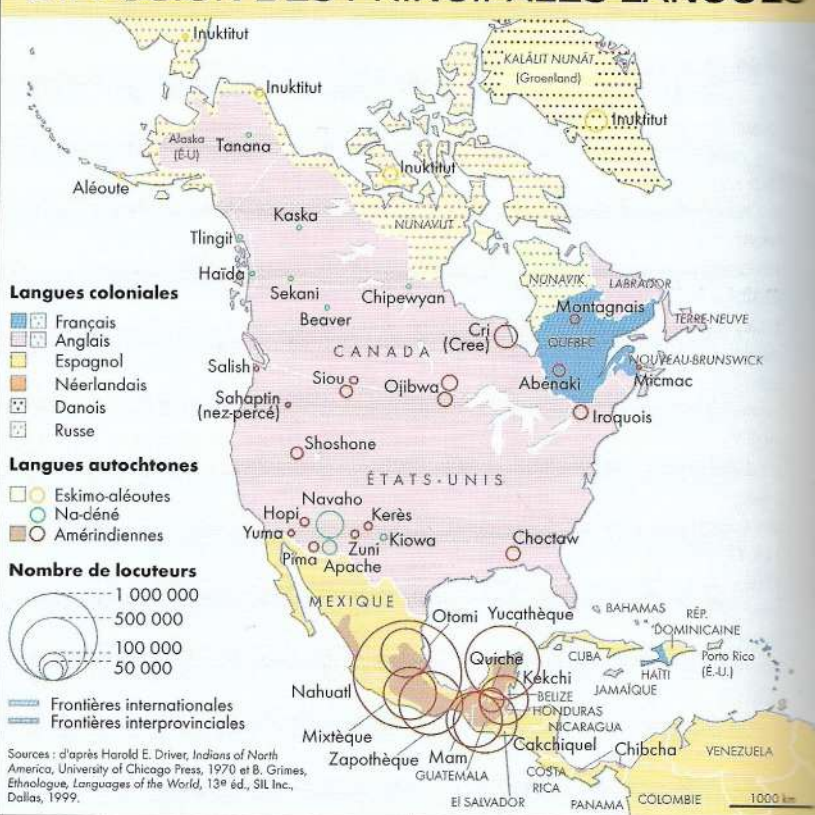 PRINCIPALES LANGUES
Inuktitut
Inuktitut
KALÂLIT NUNÂT
(Groenland)
Inuktitut
Alaska
(É-U)
Tanana
Inuktitut
Aléoute
Kaska
NUNAVUT
Tlingit
Haïda
NUNAVIK
LABRADOR
Sekani
Chipewyan
Beaver
Montagnais
TERRE-NEUVE
Cri
(Cree)
QUÉBEC
CANADA
NOUVEAU-BRUNSWICK
Salish
Siou
Ojibwa
Abénaki
Micmac
Sahaptin
(nez-percé)
Iroquois
Shoshone
ÉTATS-UNIS
Navaho
Hopi
Kerès
Yuma
Zuni
Kiowa
Choctaw
Pima
Apache
Langues coloniales
Français
Anglais
Espagnol
Néerlandais
Danois
Russe
Langues autochtones
Eskimo-aléoutes
Na-déné
Amérindiennes
Nombre de locuteurs
1 000 000
500 000
100 000
50 000
Frontières internationales
Frontières interprovinciales
MEXIQUE
Otomi
Yucathèque
BAHAMAS
RÉP.
DOMINICAINE
Quiché
CUBA
Porto Rico
(É.-U.)
HAÏTI
Kékchi
JAMAÏQUE
Nahuatl
BELIZE
HONDURAS
NICARAGUA
Mixtèque
Cakchiquel
Zapothèque
Mam
Chibcha
VENEZUELA
GUATEMALA
COSTA
RICA
El SALVADOR
PANAMA
COLOMBIE
1000 km
Sources : d'après Harold E. Driver, Indians of North
America, University of Chicago Press, 1970 et B. Grimes,
Ethnologue, Languages of the World, 13e éd., SIL Inc.,
Dallas, 1999.